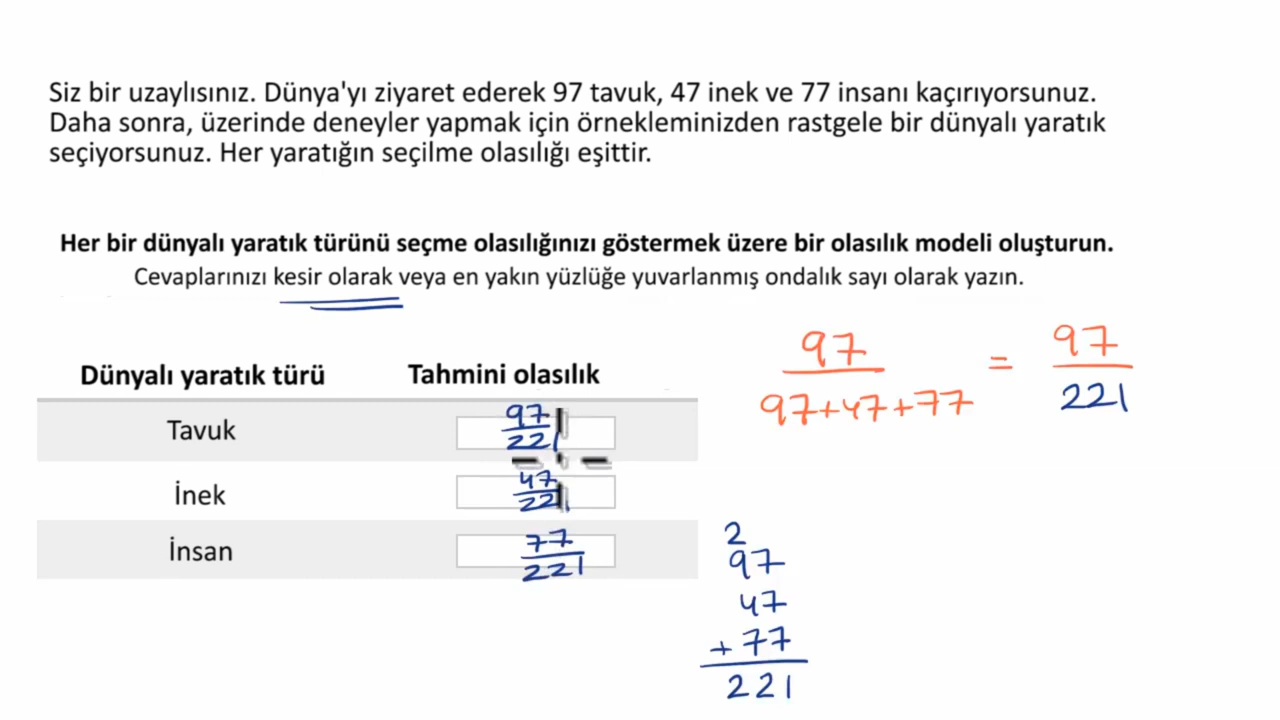 Siz bir uzaylısınız. Dünya'yı ziyaret ederek 97 tavuk, 47 inek ve 77 insanı kaçırıyorsunuz.
Daha sonra, üzerinde deneyler yapmak için örnekleminizden rastgele bir dünyalı yaratık
seçiyorsunuz. Her yaratığın seçilme olasılığı eşittir.
Her bir dünyalı yaratık türünü seçme olasılığınızı göstermek üzere bir olasılık modeli oluşturun.
Cevaplarınızı kesir olarak veya en yakın yüzlüğe yuvarlanmış ondalık sayı olarak yazın.
Dünyalı yaratık türü Tahmini olasılık
Tavuk 97/221
İnek 47/221
İnsan 77/221
97/97+47+77 = 97/221
2
97
47
+77
221